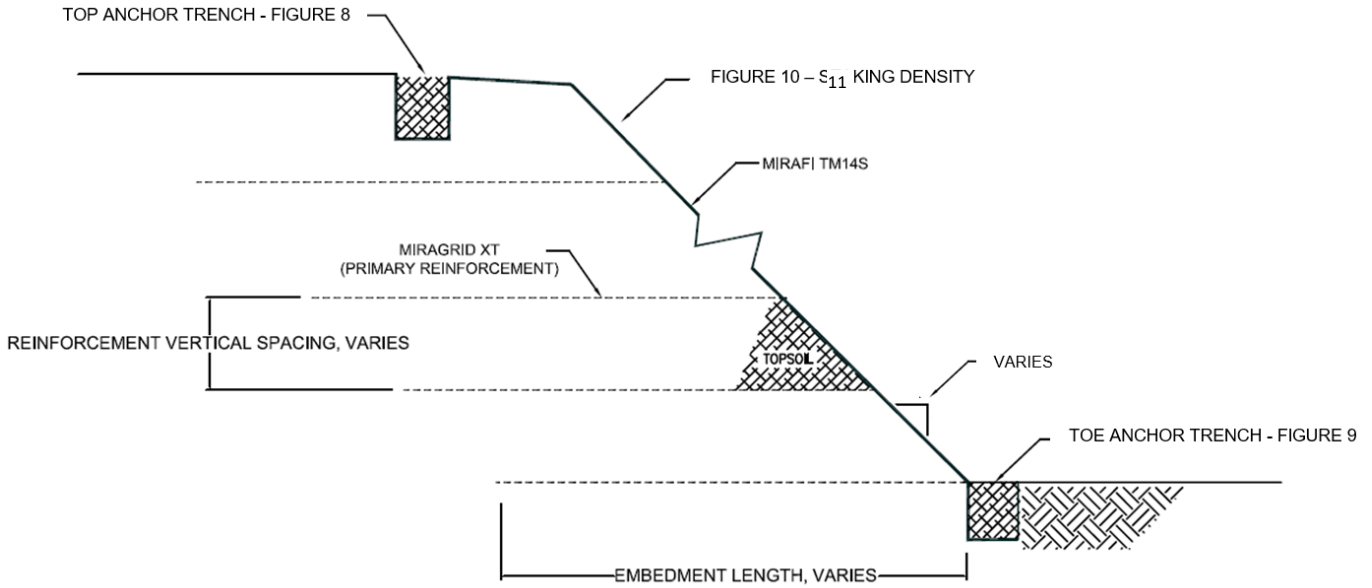 TOP ANCHOR TRENCH - FIGURE 8
FIGURE 10 – S11 KING DENSITY
MIRAFI TM14S
MIRAGRID XT
(PRIMARY REINFORCEMENT)
REINFORCEMENT VERTICAL SPACING, VARIES
TOPSOIL
VARIES
TOE ANCHOR TRENCH - FIGURE 9
EMBEDMENT LENGTH, VARIES